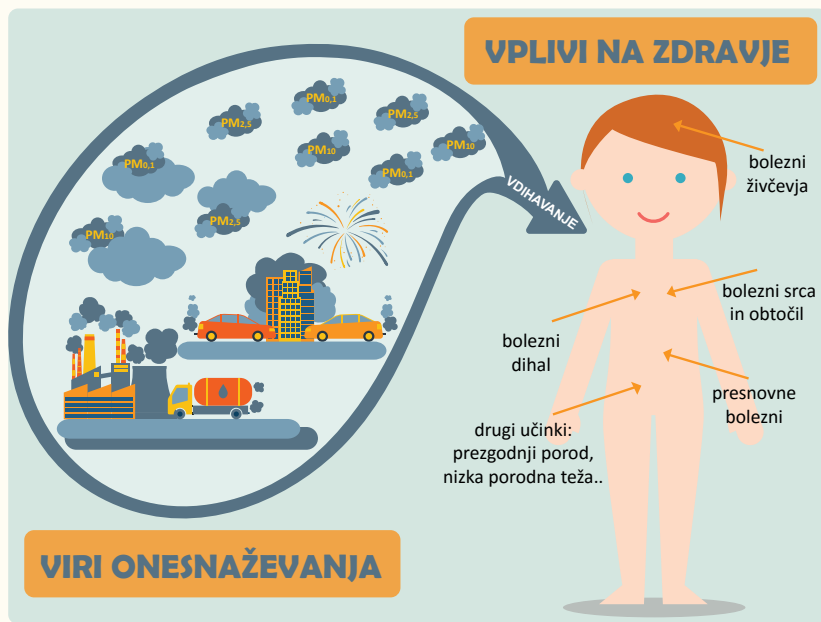 VPLIVI NA ZDRAVJE
PM0,1
PM2,5
PM2,5
PM10
PM10
PM0,1
PM0,1
PM2,5
PM10
VDIHAVANJE
bolezni
živčevja
bolezni srca
in obtočil
bolezni
dihal
presnovne
bolezni
drugi učinki:
prezgodnji porod,
nizka porodna teža..
VIRI ONESNAŽEVANJA